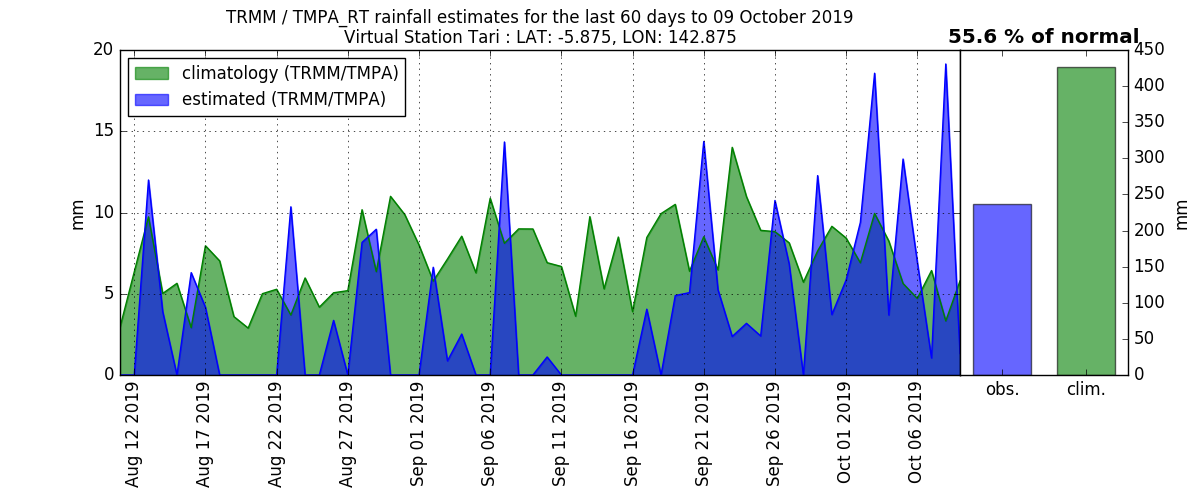 TRMM / TMPA_RT rainfall estimates for the last 60 days to 09 October 2019
Virtual Station Tari : LAT: -5.875, LON: 142.875
55.6 % of normal
climatology (TRMM/TMPA)
estimated (TRMM/TMPA)
mm
20
15
10
5
0
Aug 12 2019
Aug 17 2019
Aug 22 2019
Aug 27 2019
Sep 01 2019
Sep 06 2019
Sep 11 2019
Sep 16 2019
Sep 21 2019
Sep 26 2019
Oct 01 2019
Oct 06 2019
obs.
clim.
450
400
350
300
250
200
150
100
50
0
mm